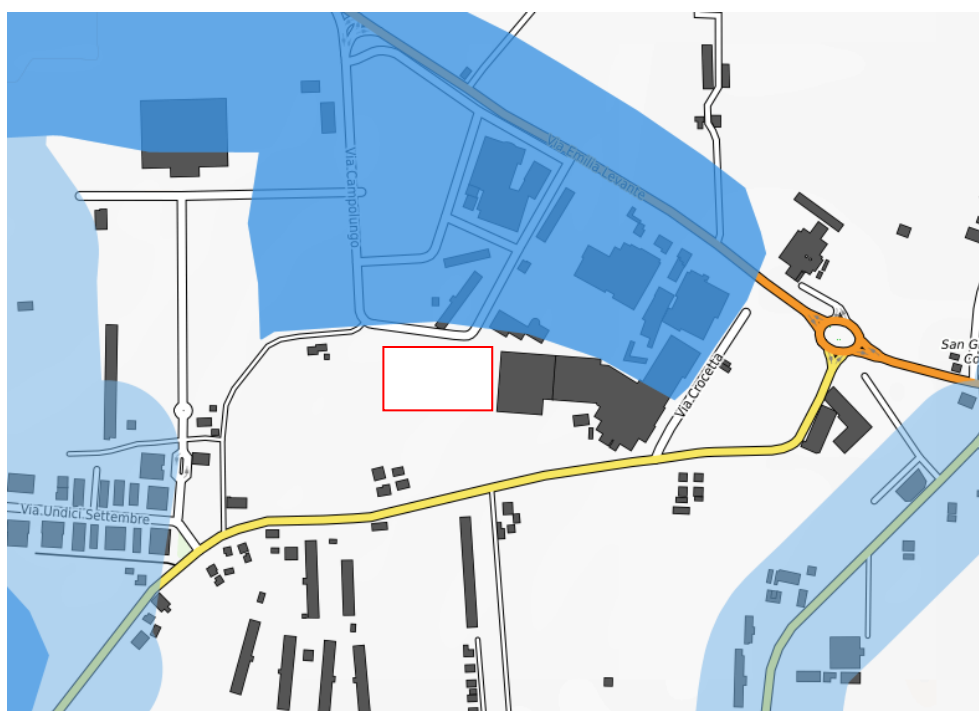 Via Emilia Levante
Via Campolungo
San G
Co
Via Crocetta
Via Undici Settembre